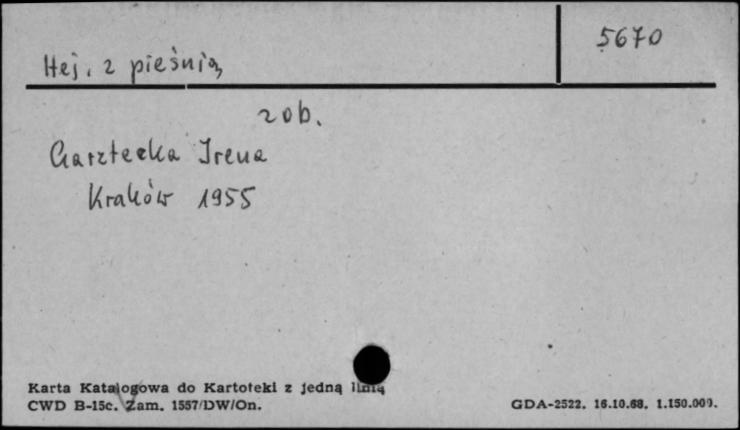 5670
Hej, z pieśnią
zob.
Garztecka Irena
Kraków 1955
Karta Katalogowa do Kartoteki z jedną linią
CWD B-15c. Zam. 1557/DW/On.
GDA-2522. 16.10.68. 1.150.000.